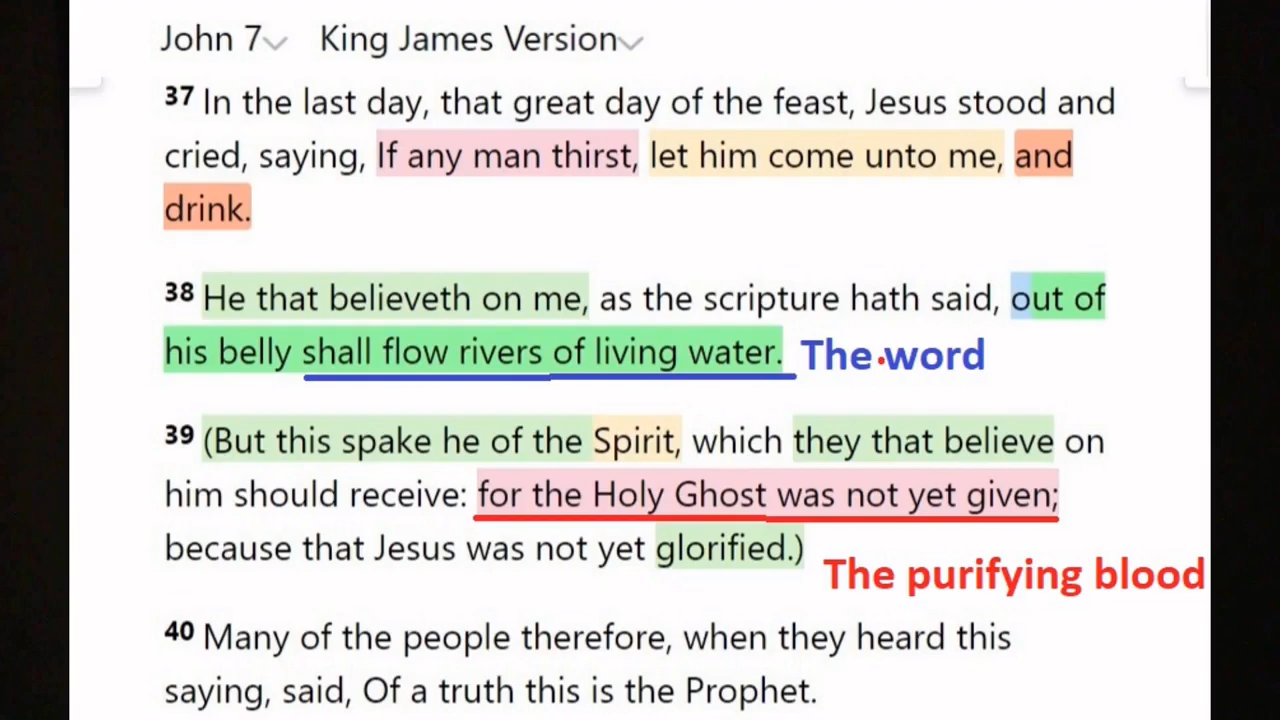 John 7 King James Version
37 In the last day, that great day of the feast, Jesus stood and
cried, saying, If any man thirst, let him come unto me, and
drink.
38 He that believeth on me, as the scripture hath said, out of
his belly shall flow rivers of living water. The word
39 (But this spake he of the Spirit, which they that believe on
him should receive: for the Holy Ghost was not yet given;
because that Jesus was not yet glorified.)
The purifying blood
40 Many of the people therefore, when they heard this
saying, said, Of a truth this is the Prophet.